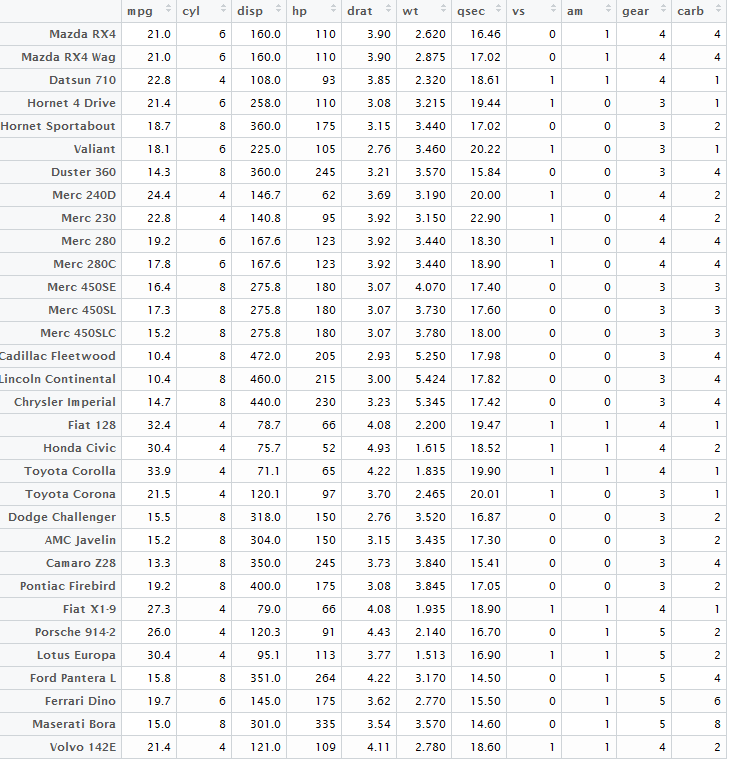 mpg cyl disp hp drat wt qsec vs am gear carb
Mazda RX4 21.0 6 160.0 110 3.90 2.620 16.46 0 1 4 4
Mazda RX4 Wag 21.0 6 160.0 110 3.90 2.875 17.02 0 1 4 4
Datsun 710 22.8 4 108.0 93 3.85 2.320 18.61 1 1 4 1
Hornet 4 Drive 21.4 6 258.0 110 3.08 3.215 19.44 1 0 3 1
Hornet Sportabout 18.7 8 360.0 175 3.15 3.440 17.02 0 0 3 2
Valiant 18.1 6 225.0 105 2.76 3.460 20.22 1 0 3 1
Duster 360 14.3 8 360.0 245 3.21 3.570 15.84 0 0 3 4
Merc 240D 24.4 4 146.7 62 3.69 3.190 20.00 1 0 4 2
Merc 230 22.8 4 140.8 95 3.92 3.150 22.90 1 0 4 2
Merc 280 19.2 6 167.6 123 3.92 3.440 18.30 1 0 4 4
Merc 280C 17.8 6 167.6 123 3.92 3.440 18.90 1 0 4 4
Merc 450SE 16.4 8 275.8 180 3.07 4.070 17.40 0 0 3 3
Merc 450SL 17.3 8 275.8 180 3.07 3.730 17.60 0 0 3 3
Merc 450SLC 15.2 8 275.8 180 3.07 3.780 18.00 0 0 3 3
Cadillac Fleetwood 10.4 8 472.0 205 2.93 5.250 17.98 0 0 3 4
Lincoln Continental 10.4 8 460.0 215 3.00 5.424 17.82 0 0 3 4
Chrysler Imperial 14.7 8 440.0 230 3.23 5.345 17.42 0 0 3 4
Fiat 128 32.4 4 78.7 66 4.08 2.200 19.47 1 1 4 1
Honda Civic 30.4 4 75.7 52 4.93 1.615 18.52 1 1 4 2
Toyota Corolla 33.9 4 71.1 65 4.22 1.835 19.90 1 1 4 1
Toyota Corona 21.5 4 120.1 97 3.70 2.465 20.01 1 0 3 1
Dodge Challenger 15.5 8 318.0 150 2.76 3.520 16.87 0 0 3 2
AMC Javelin 15.2 8 304.0 150 3.15 3.435 17.30 0 0 3 2
Camaro Z28 13.3 8 350.0 245 3.73 3.840 15.41 0 0 3 4
Pontiac Firebird 19.2 8 400.0 175 3.08 3.845 17.05 0 0 3 2
Fiat X1-9 27.3 4 79.0 66 4.08 1.935 18.90 1 1 4 1
Porsche 914-2 26.0 4 120.3 91 4.43 2.140 16.70 0 1 5 2
Lotus Europa 30.4 4 95.1 113 3.77 1.513 16.90 1 1 5 2
Ford Pantera L 15.8 8 351.0 264 4.22 3.170 14.50 0 1 5 4
Ferrari Dino 19.7 6 145.0 175 3.62 2.770 15.50 0 1 5 6
Maserati Bora 15.0 8 301.0 335 3.54 3.570 14.60 0 1 5 8
Volvo 142E 21.4 4 121.0 109 4.11 2.780 18.60 1 1 4 2